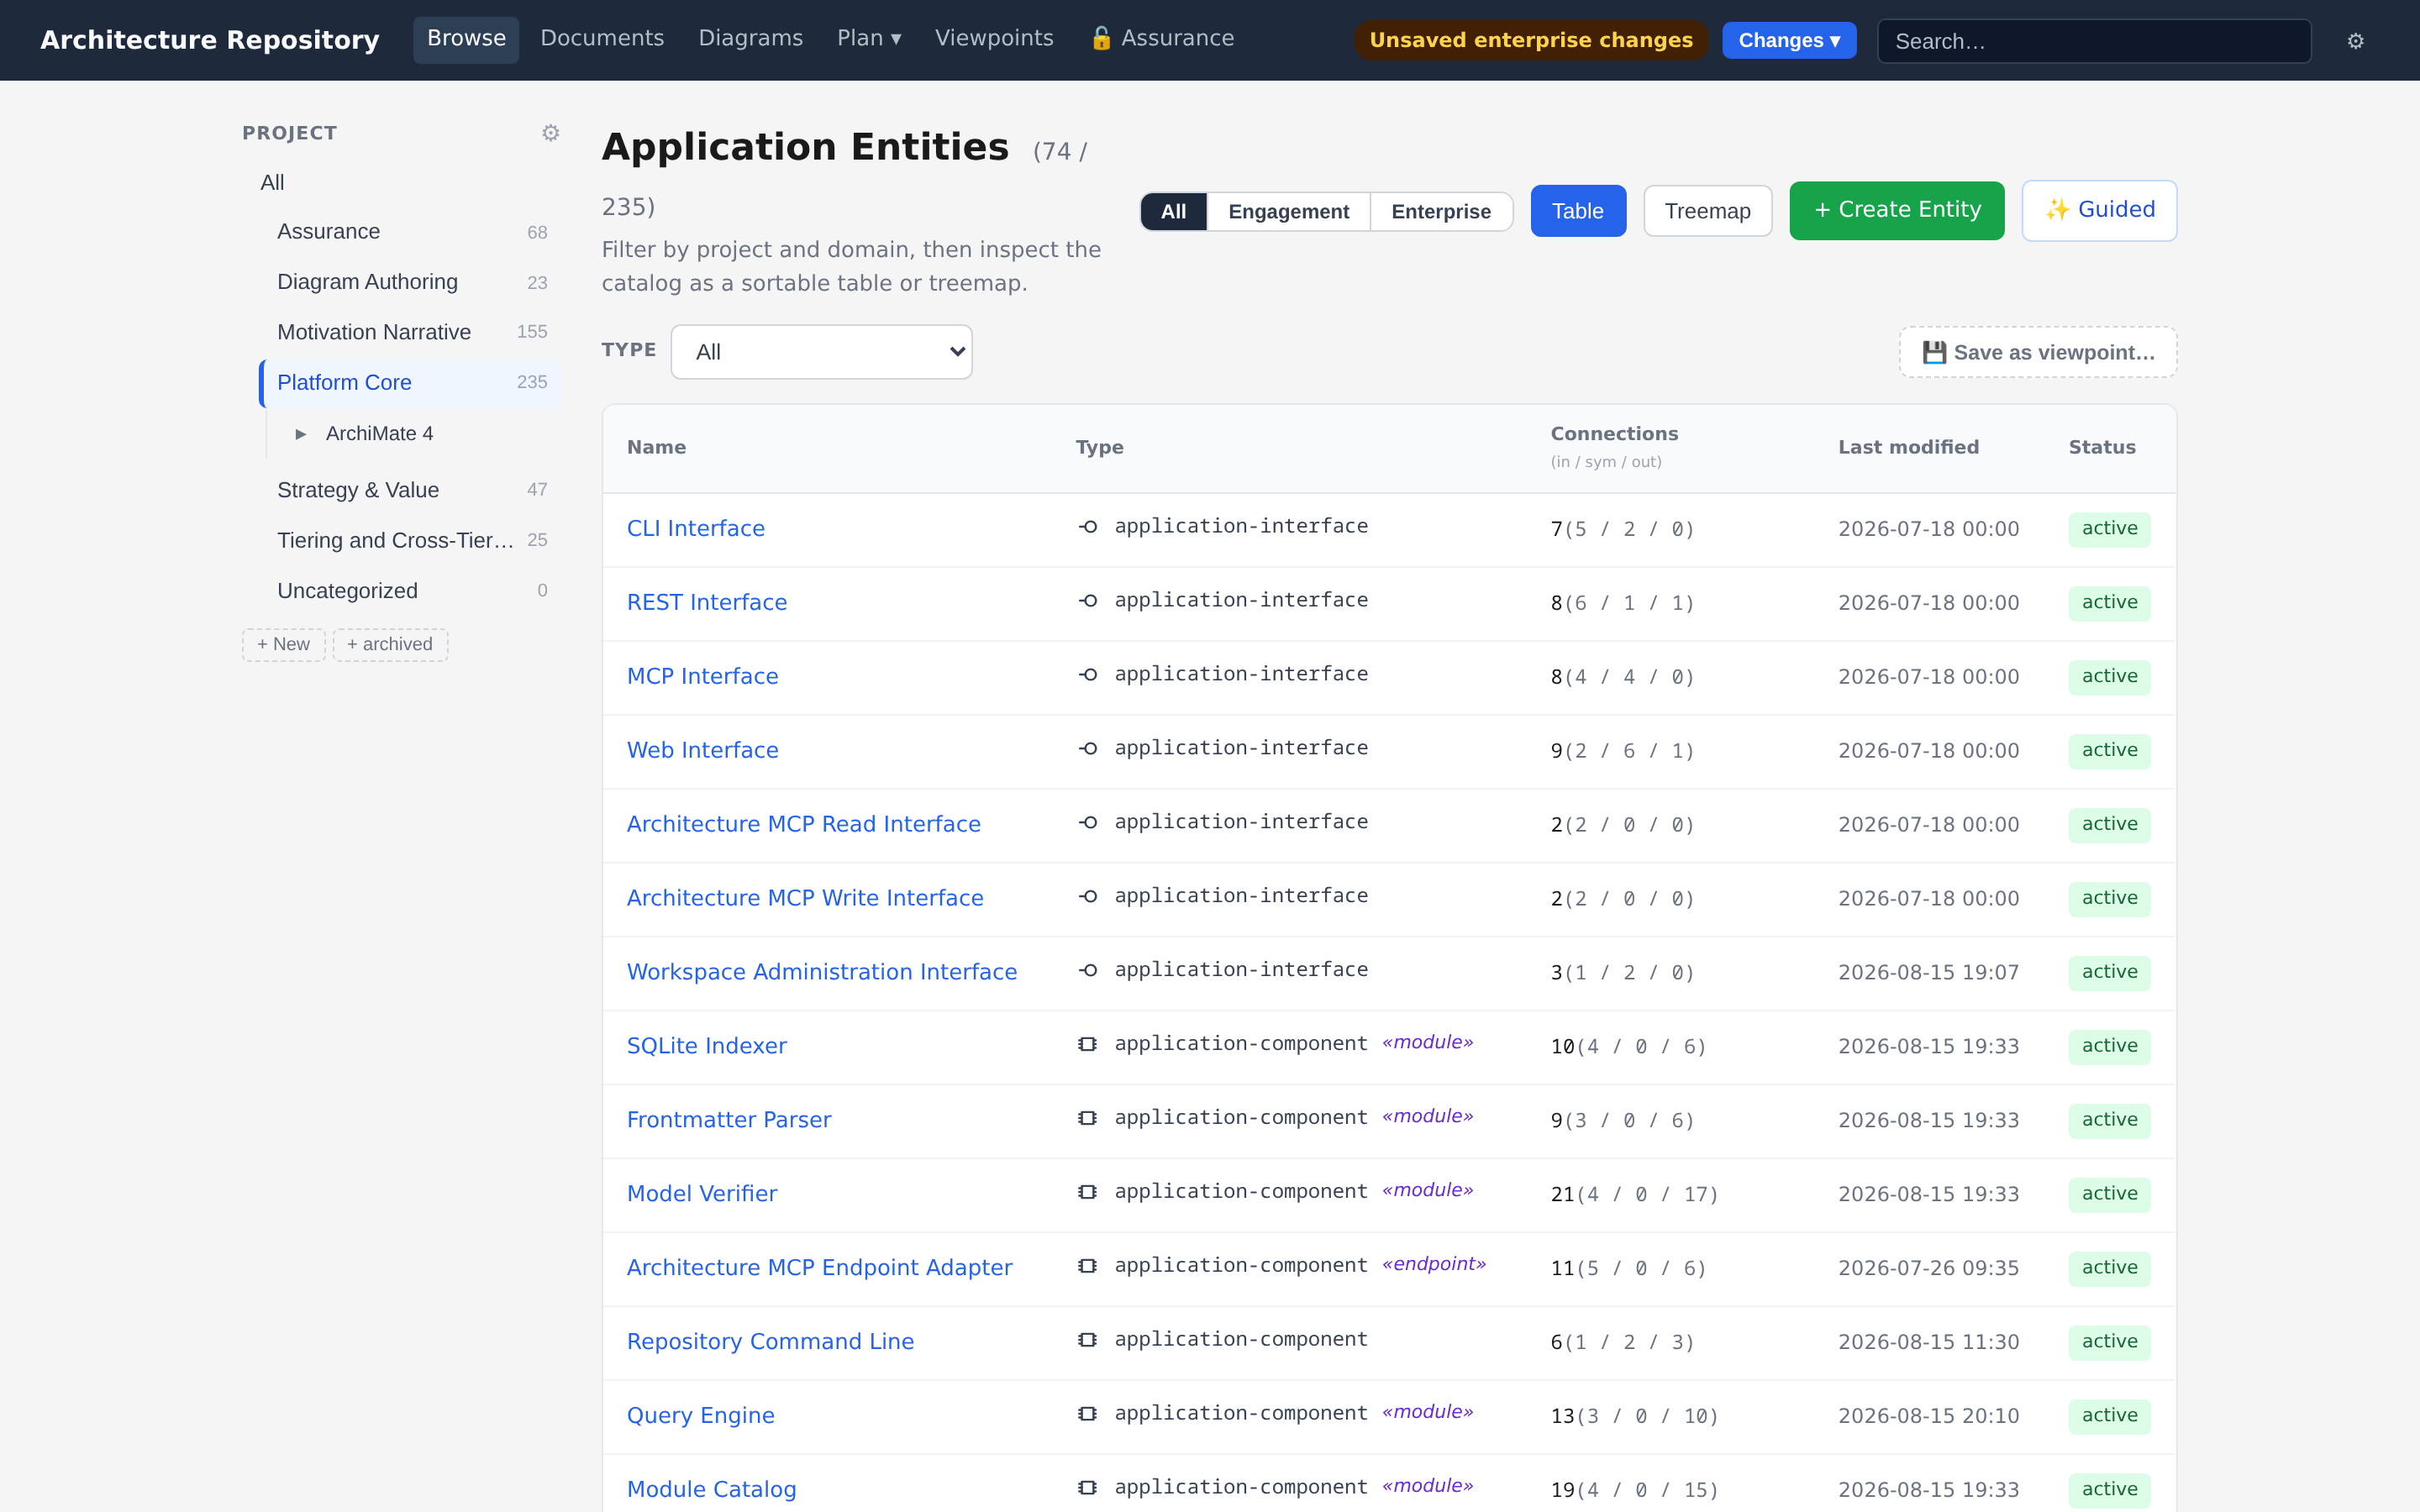 Architecture Repository
Browse
Documents
Diagrams
Plan ▾
Viewpoints
🔓 Assurance
Unsaved enterprise changes
Changes ▾
Search…
⚙
PROJECT ⚙
All
Assurance 68
Diagram Authoring 23
Motivation Narrative 155
Platform Core 235
▶ ArchiMate 4
Strategy & Value 47
Tiering and Cross-Tier… 25
Uncategorized 0
+ New
+ archived
Application Entities (74 /
235)
Filter by project and domain, then inspect the
catalog as a sortable table or treemap.
All
Engagement
Enterprise
Table
Treemap
+ Create Entity
✨ Guided
TYPE All
💾 Save as viewpoint…
Name Type Connections (in / sym / out) Last modified Status
CLI Interface application-interface 7(5 / 2 / 0) 2026-07-18 00:00 active
REST Interface application-interface 8(6 / 1 / 1) 2026-07-18 00:00 active
MCP Interface application-interface 8(4 / 4 / 0) 2026-07-18 00:00 active
Web Interface application-interface 9(2 / 6 / 1) 2026-07-18 00:00 active
Architecture MCP Read Interface application-interface 2(2 / 0 / 0) 2026-07-18 00:00 active
Architecture MCP Write Interface application-interface 2(2 / 0 / 0) 2026-07-18 00:00 active
Workspace Administration Interface application-interface 3(1 / 2 / 0) 2026-08-15 19:07 active
SQLite Indexer application-component «module» 10(4 / 0 / 6) 2026-08-15 19:33 active
Frontmatter Parser application-component «module» 9(3 / 0 / 6) 2026-08-15 19:33 active
Model Verifier application-component «module» 21(4 / 0 / 17) 2026-08-15 19:33 active
Architecture MCP Endpoint Adapter application-component «endpoint» 11(5 / 0 / 6) 2026-07-26 09:35 active
Repository Command Line application-component 6(1 / 2 / 3) 2026-08-15 11:30 active
Query Engine application-component «module» 13(3 / 0 / 10) 2026-08-15 20:10 active
Module Catalog application-component «module» 19(4 / 0 / 15) 2026-08-15 19:33 active